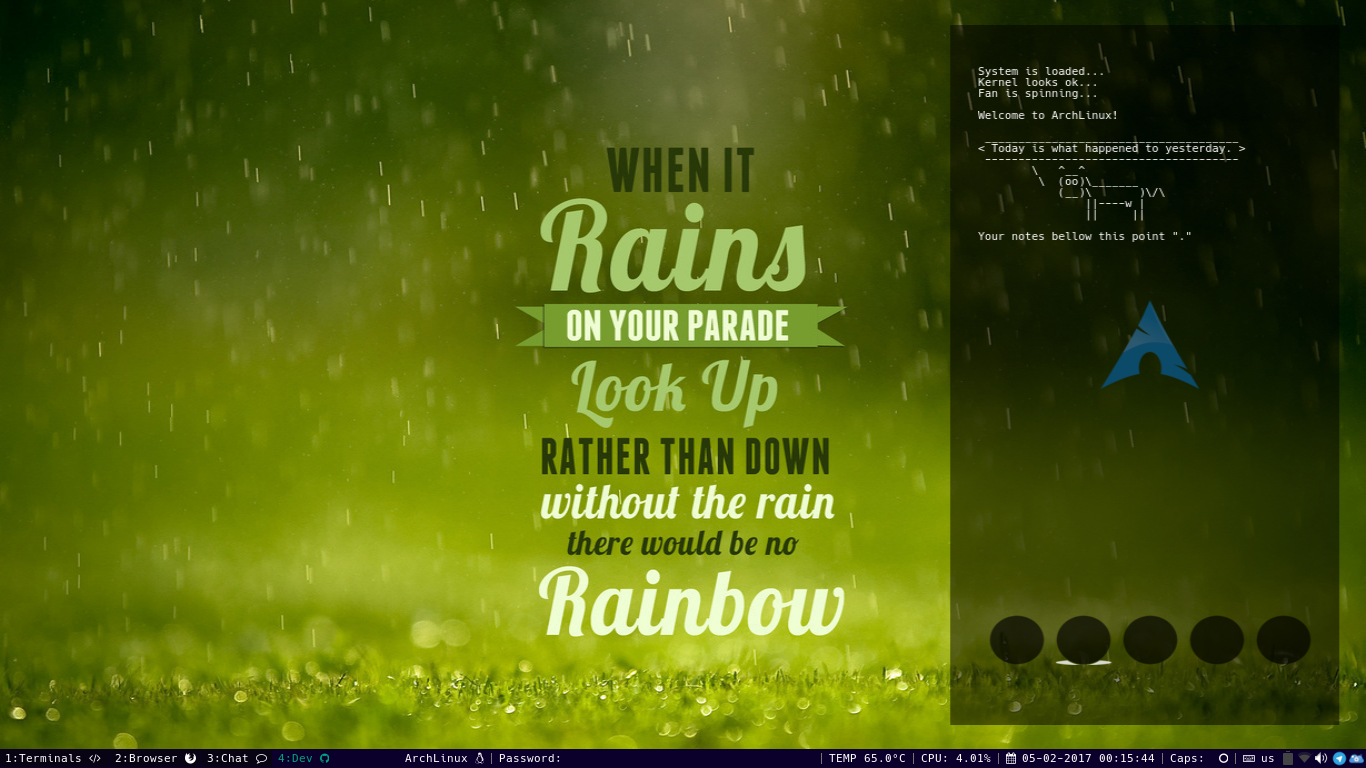 WHEN IT
Rains
ON YOUR PARADE
Look Up
RATHER THAN DOWN
without the rain
there would be no
Rainbow
System is loaded...
Kernel looks ok...
Fan is spinning...
Welcome to ArchLinux!
< Today is what happened to yesterday. >
\   ^__^
\  (oo)\_______
(__)\       )\/\
||----w |
||     ||
Your notes bellow this point "."
1:Terminals </> 2:Browser 3:Chat 4:Dev ArchLinux | Password: | TEMP 65.0°C | CPU: 4.01% | 05-02-2017 00:15:44 | Caps: | us